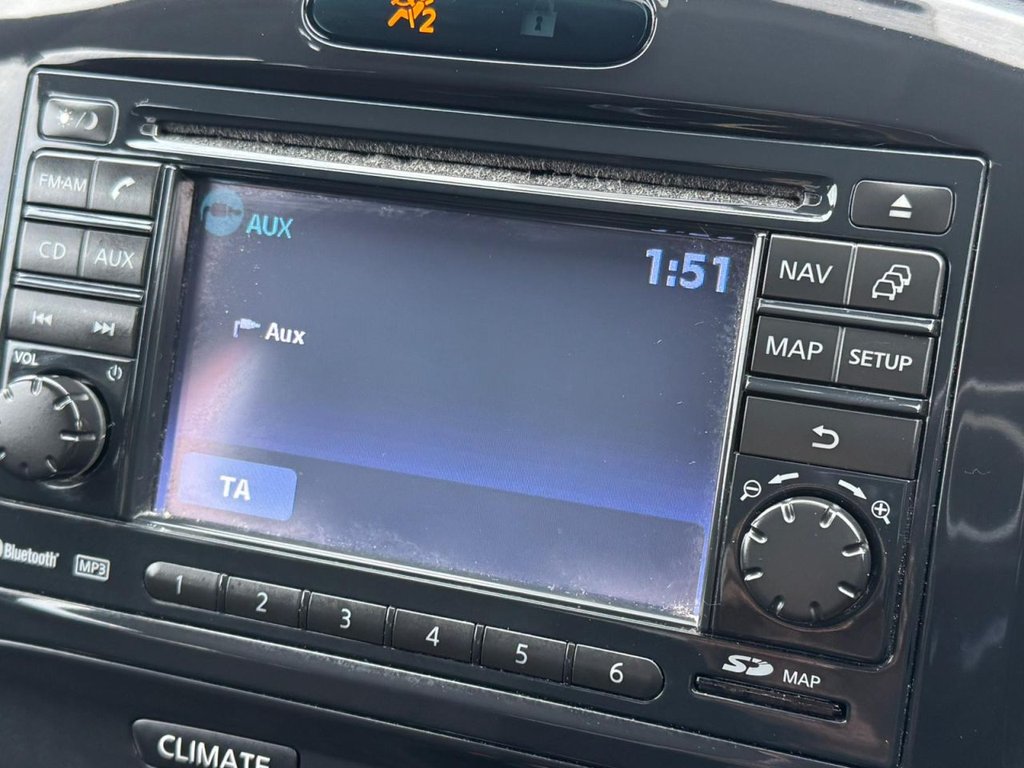 2
FM·AM
CD AUX
VOL
AUX
1:51
Aux
TA
NAV
MAP SETUP
Bluetooth
MP3
1 2 3 4 5 6
SD MAP
CLIMATE